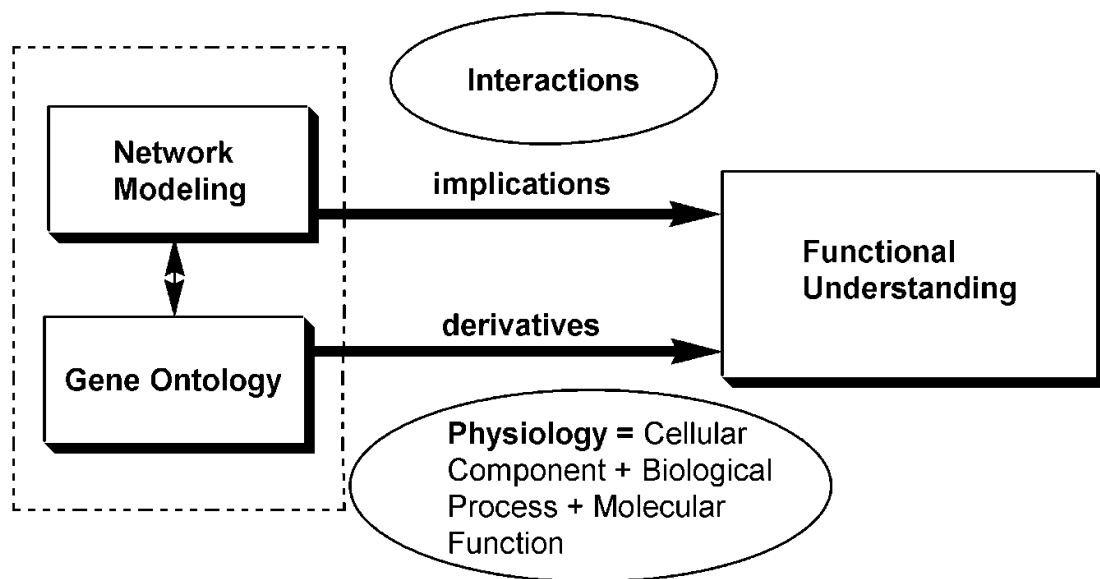 Interactions
Network
Modeling
implications
Functional
Understanding
derivatives
Gene Ontology
Physiology = Cellular
Component + Biological
Process + Molecular
Function